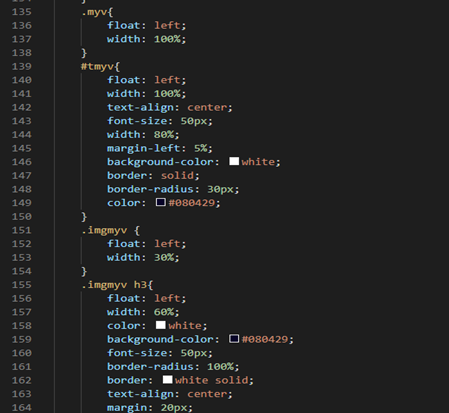 134 }
135 .myv{
136 float: left;
137 width: 100%;
138 }
139 #tmyv{
140 float: left;
141 width: 100%;
142 text-align: center;
143 font-size: 50px;
144 width: 80%;
145 margin-left: 5%;
146 background-color: white;
147 border: solid;
148 border-radius: 30px;
149 color: #080429;
150 }
151 .imgmyv {
152 float: left;
153 width: 30%;
154 }
155 .imgmyv h3{
156 float: left;
157 width: 60%;
158 color: white;
159 background-color: #080429;
160 font-size: 50px;
161 border-radius: 100%;
162 border: white solid;
163 text-align: center;
164 margin: 20px;